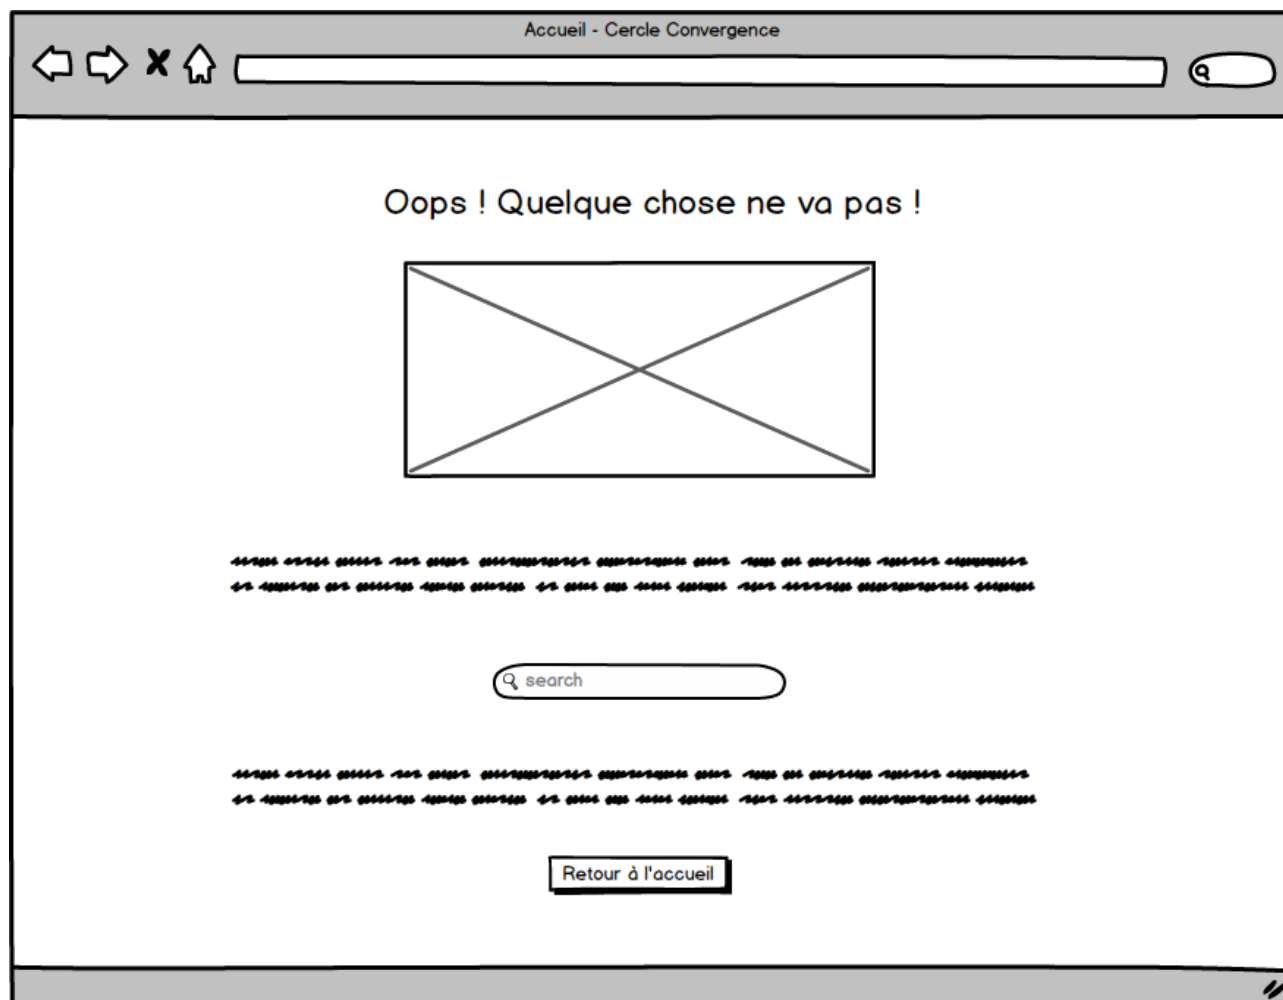 Accueil - Cercle Convergence
Oops ! Quelque chose ne va pas !
search
Retour à l'accueil